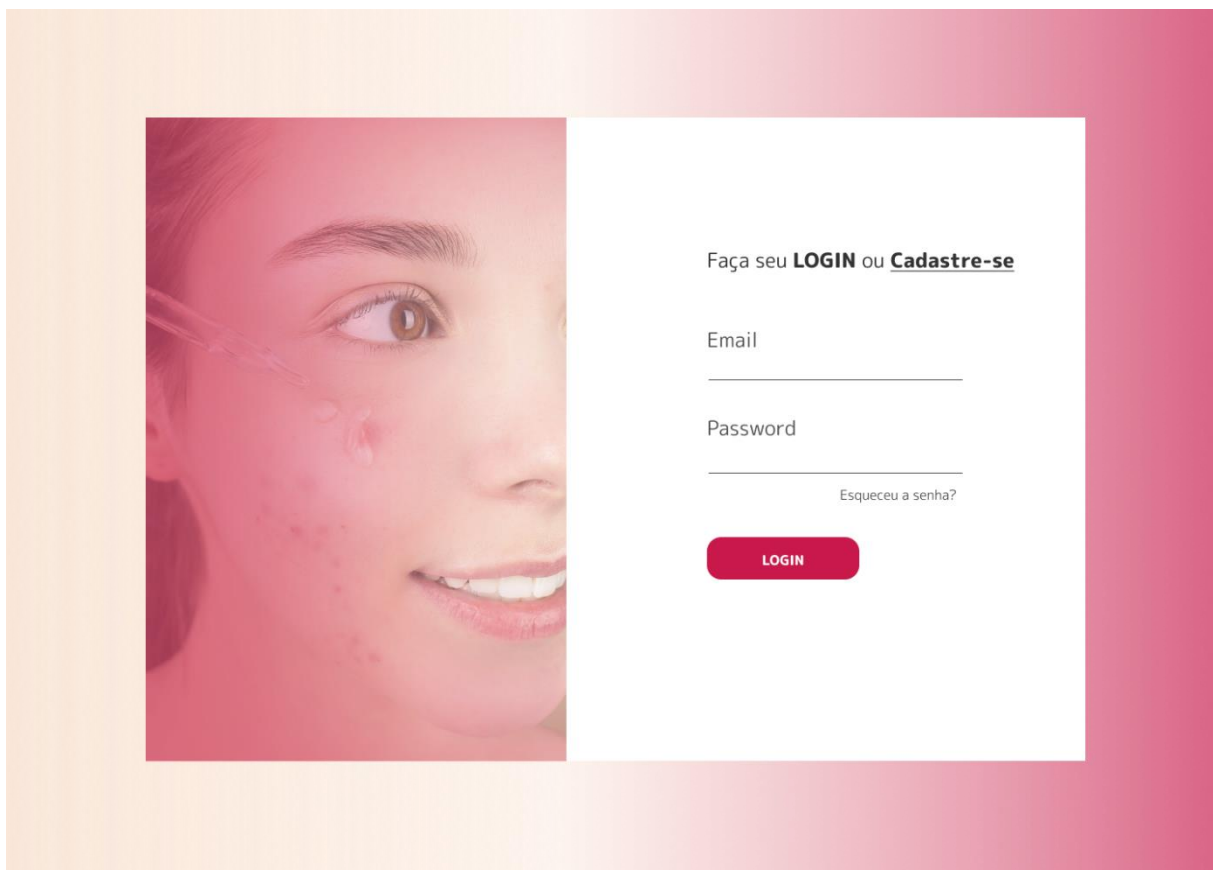 Faça seu LOGIN ou Cadastre-se
Email
Password
Esqueceu a senha?
LOGIN